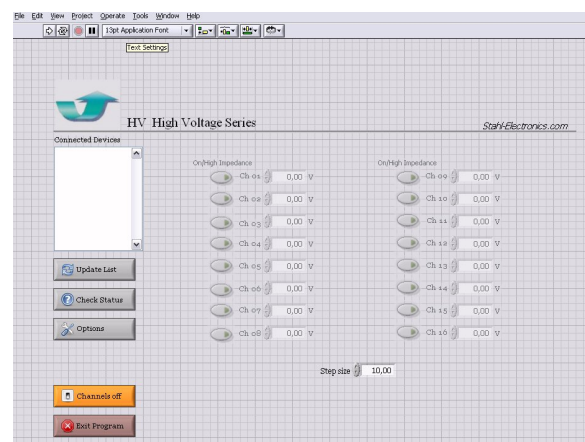 File Edit View Project Operate Tools Window Help
13pt Application Font
Text Settings
HV High Voltage Series
Stahl-Electronics.com
Connected Devices
On/High Impedance
On/High Impedance
Ch 01 0,00 V
Ch 09 0,00 V
Ch 02 0,00 V
Ch 10 0,00 V
Ch 03 0,00 V
Ch 11 0,00 V
Ch 04 0,00 V
Ch 12 0,00 V
Ch 05 0,00 V
Ch 13 0,00 V
Ch 06 0,00 V
Ch 14 0,00 V
Ch 07 0,00 V
Ch 15 0,00 V
Ch 08 0,00 V
Ch 16 0,00 V
Update List
Check Status
Options
Step size 10,00
Channels off
Exit Program